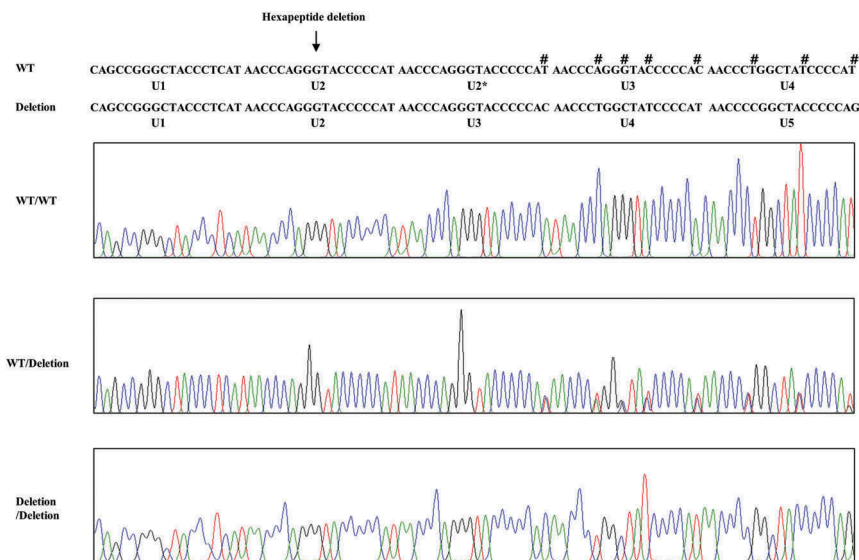 Hexapeptide deletion
# # # # # # # #
WT CAGCCGGGCTACCCTCAT AACCCAGGGTACCCCCAT AACCCAGGGTACCCCCAT AACCCAGGGTACCCCCAC AACCCTGGCTATCCCCAT
U1 U2 U2* U3 U4
Deletion CAGCCGGGCTACCCTCAT AACCCAGGGTACCCCCAT AACCCAGGGTACCCCCAC AACCCTGGCTATCCCCAT AACCCCGGCTACCCCCAG
U1 U2 U3 U4 U5
WT/WT
WT/Deletion
Deletion
/Deletion